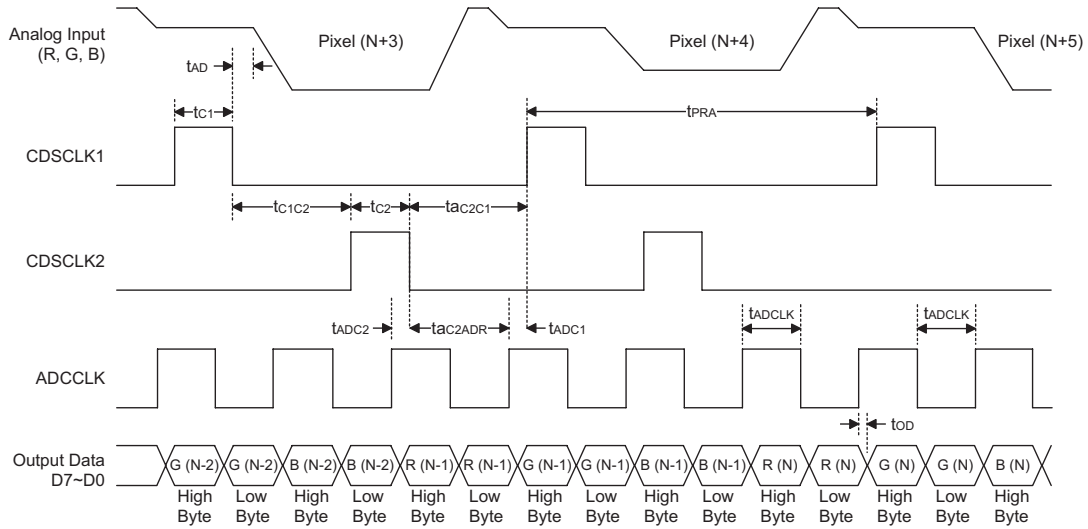 Analog Input
(R, G, B)
Pixel (N+3)
Pixel (N+4)
Pixel (N+5)
tAD
tC1
tPRA
CDSCLK1
tC1C2
tC2
taC2C1
CDSCLK2
tADC2
taC2ADR
tADC1
tADCLK
tADCLK
ADCCLK
tOD
Output Data
D7~D0
G (N-2) G (N-2) B (N-2) B (N-2) R (N-1) R (N-1) G (N-1) G (N-1) B (N-1) B (N-1) R (N) R (N) G (N) G (N) B (N)
High Low High Low High Low High Low High Low High Low High Low High
Byte Byte Byte Byte Byte Byte Byte Byte Byte Byte Byte Byte Byte Byte Byte